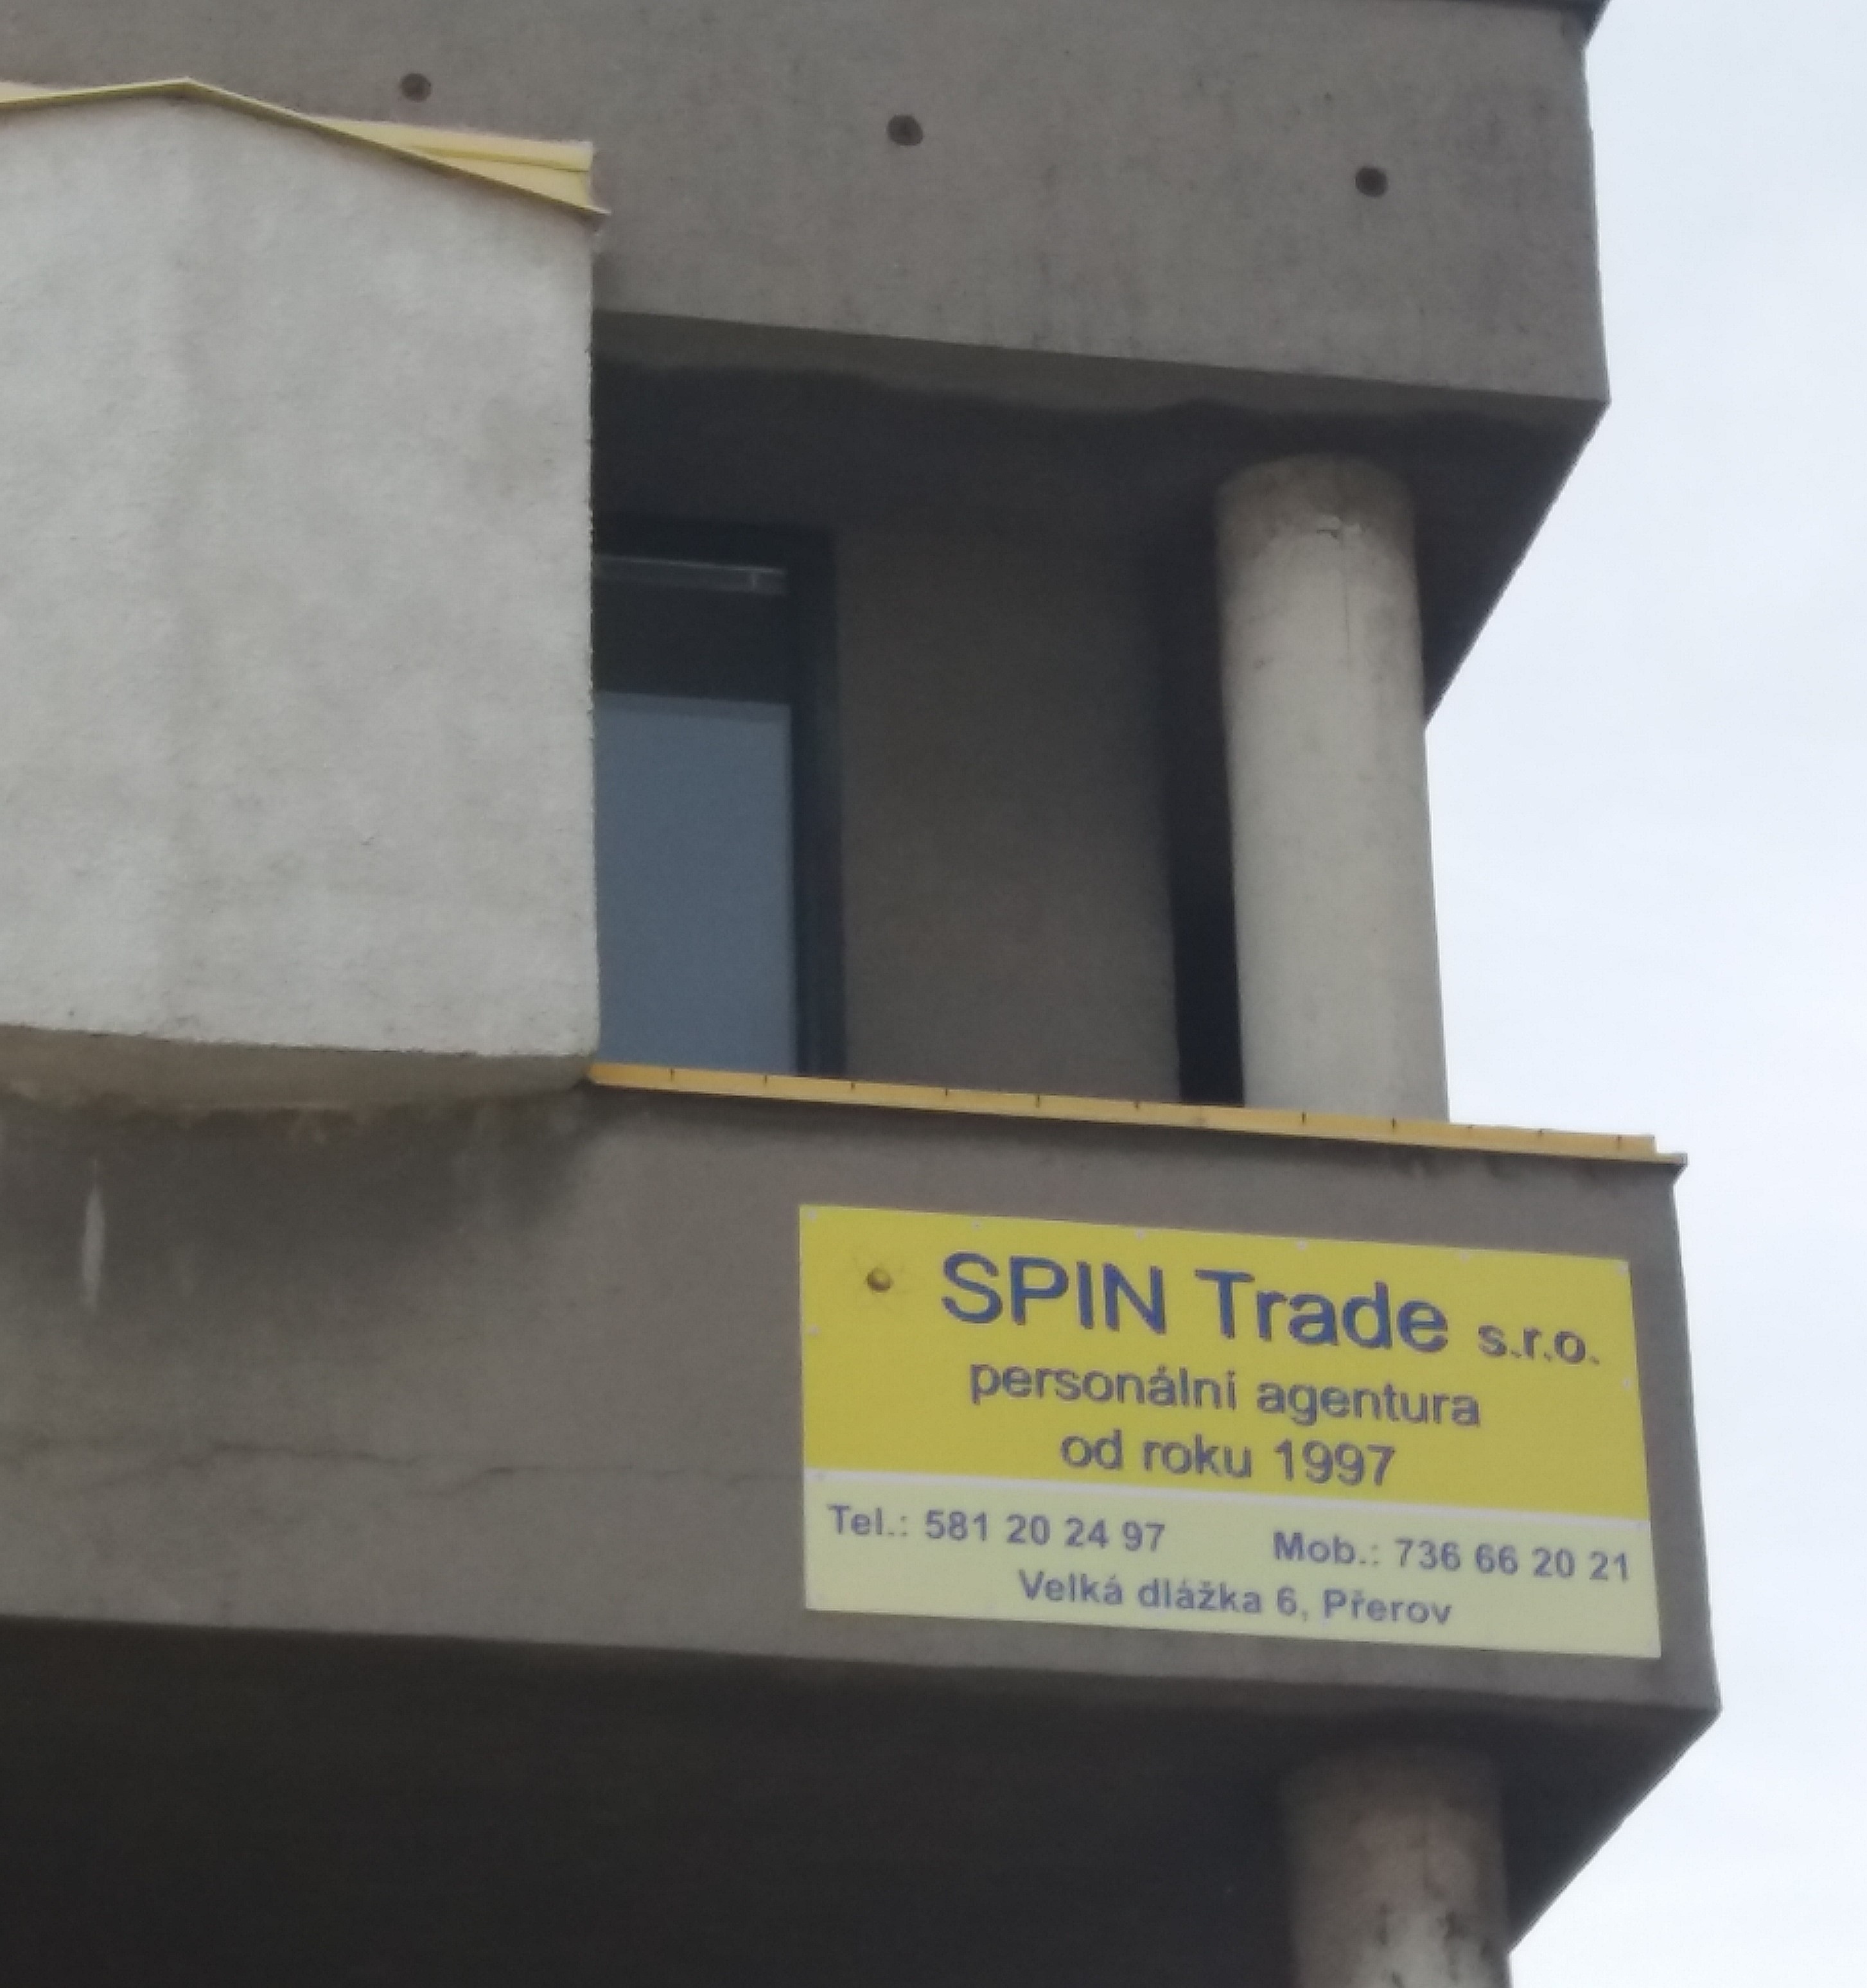 SPIN Trade s.r.o.
personální agentura
od roku 1997
Tel.: 581 20 24 97 Mob.: 736 66 20 21
Velká dlážka 6, Přerov